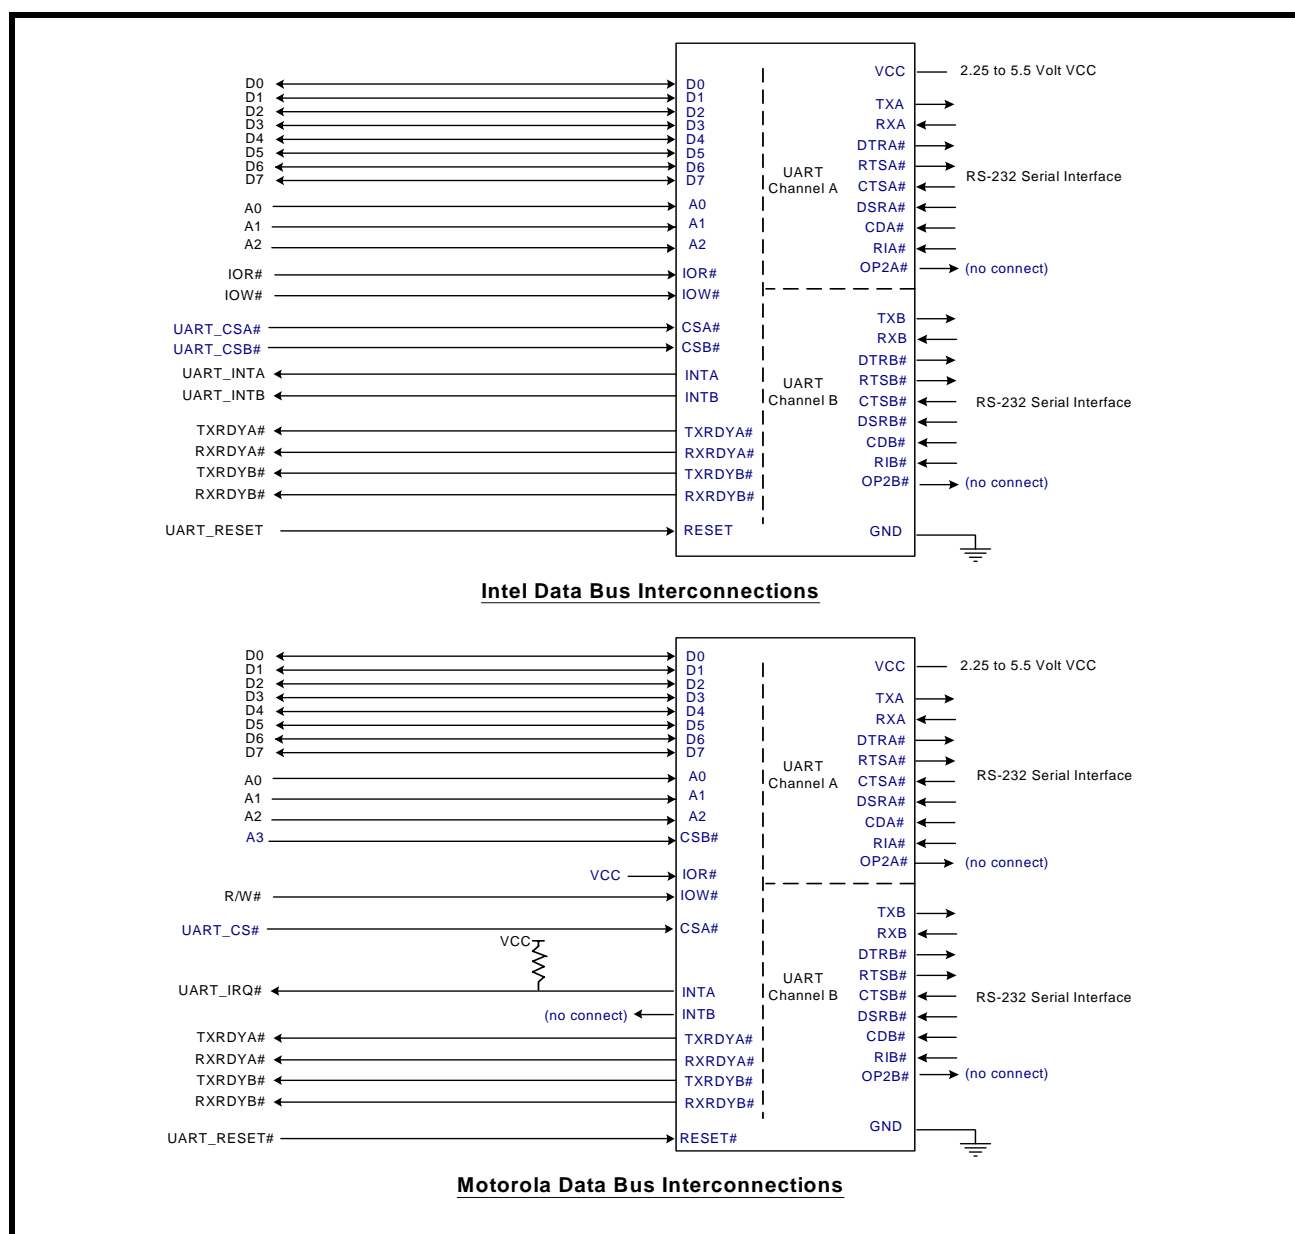 D0 D0
D1 D1
D2 D2
D3 D3
D4 D4
D5 D5
D6 D6
D7 D7
A0 A0
A1 A1
A2 A2
IOR# IOR#
IOW# IOW#
UART_CSA# CSA#
UART_CSB# CSB#
UART_INTA INTA
UART_INTB INTB
TXRDYA# TXRDYA#
RXRDYA# RXRDYA#
TXRDYB# TXRDYB#
RXRDYB# RXRDYB#
UART_RESET RESET
UART
Channel A
UART
Channel B
VCC 2.25 to 5.5 Volt VCC
TXA
RXA
DTRA#
RTSA#
RS-232 Serial Interface
CTSA#
DSRA#
CDA#
RIA#
OP2A# (no connect)
TXB
RXB
DTRB#
RTSB#
CTSB# RS-232 Serial Interface
DSRB#
CDB#
RIB#
OP2B# (no connect)
GND
Intel Data Bus Interconnections
D0 D0
D1 D1
D2 D2
D3 D3
D4 D4
D5 D5
D6 D6
D7 D7
A0 A0
A1 A1
A2 A2
A3 CSB#
VCC IOR#
R/W# IOW#
UART_CS# CSA#
VCC
UART_IRQ# INTA
(no connect) INTB
TXRDYA# TXRDYA#
RXRDYA# RXRDYA#
TXRDYB# TXRDYB#
RXRDYB# RXRDYB#
UART_RESET# RESET#
UART
Channel A
UART
Channel B
VCC 2.25 to 5.5 Volt VCC
TXA
RXA
DTRA#
RTSA#
RS-232 Serial Interface
CTSA#
DSRA#
CDA#
RIA#
OP2A# (no connect)
TXB
RXB
DTRB#
RTSB#
CTSB# RS-232 Serial Interface
DSRB#
CDB#
RIB#
OP2B# (no connect)
GND
Motorola Data Bus Interconnections